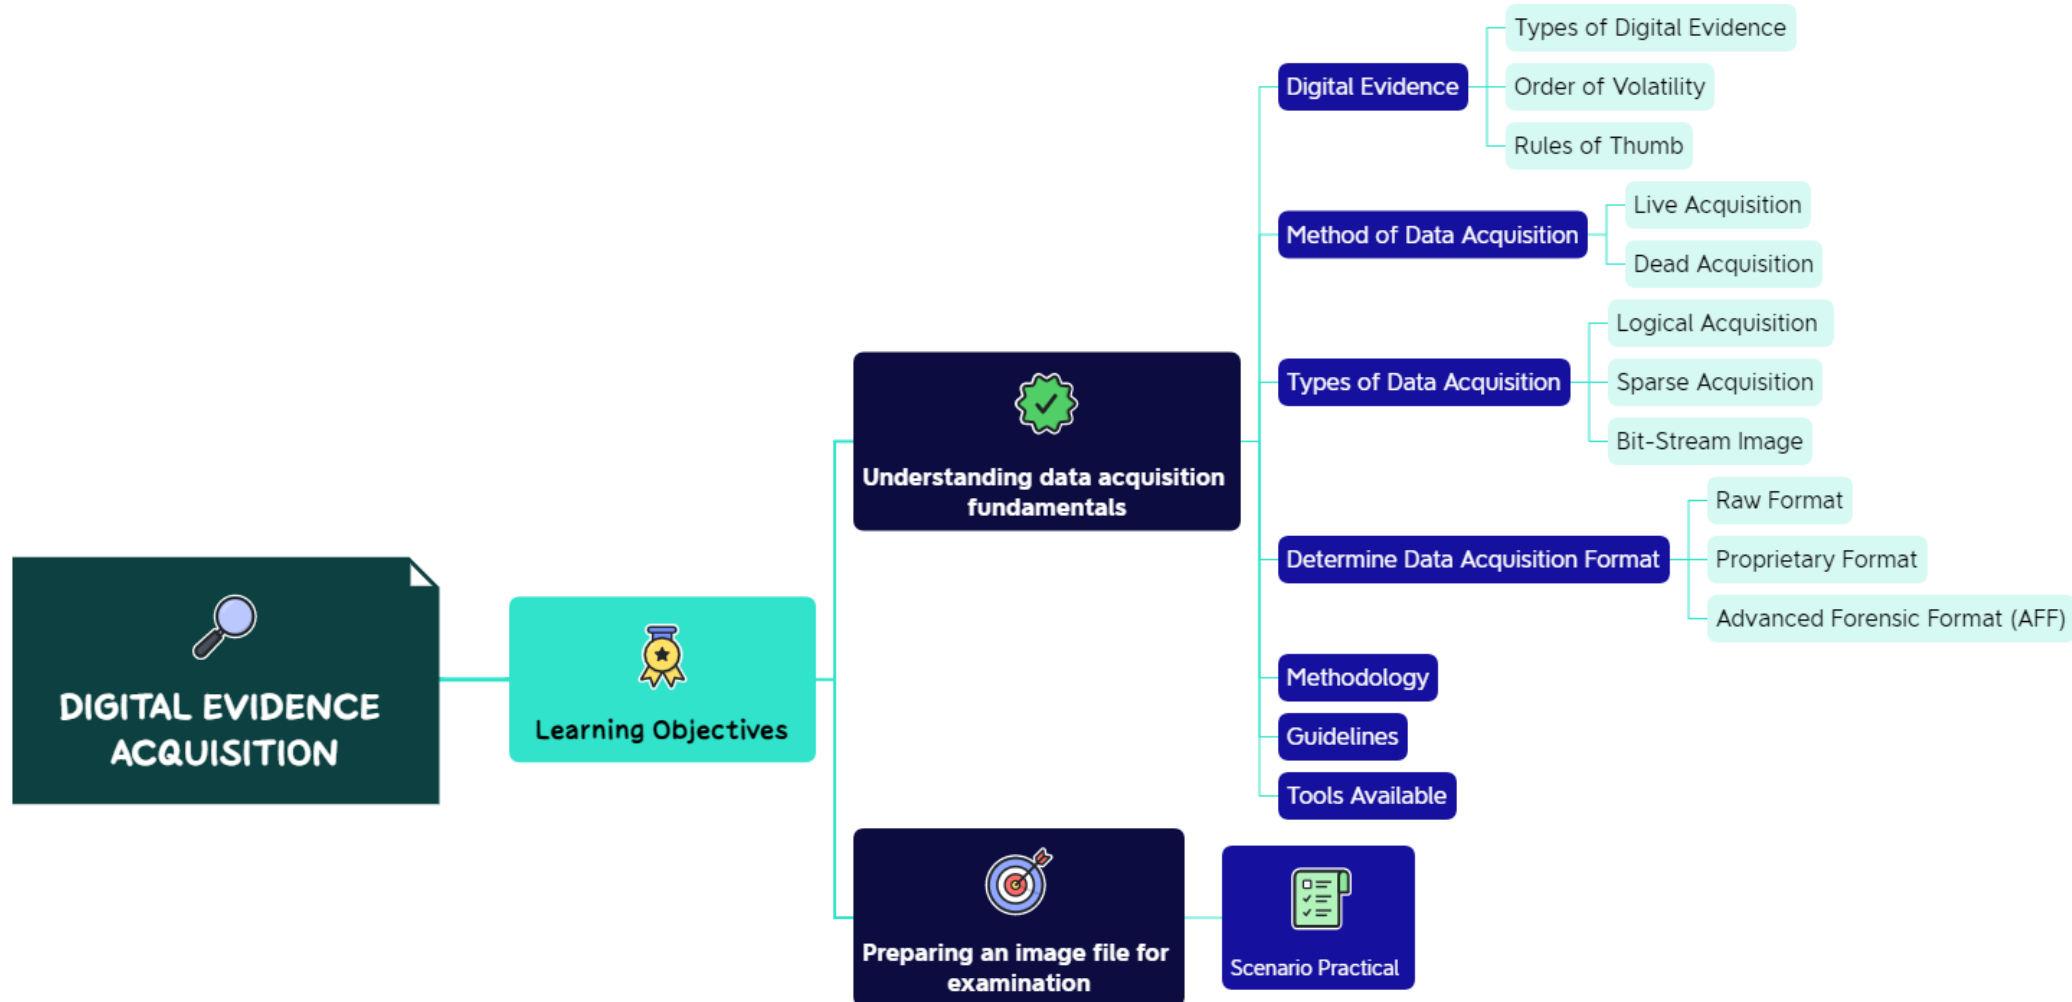 DIGITAL EVIDENCE
ACQUISITION
Learning Objectives
Understanding data acquisition
fundamentals
Digital Evidence
Types of Digital Evidence
Order of Volatility
Rules of Thumb
Method of Data Acquisition
Live Acquisition
Dead Acquisition
Types of Data Acquisition
Logical Acquisition
Sparse Acquisition
Bit-Stream Image
Determine Data Acquisition Format
Raw Format
Proprietary Format
Advanced Forensic Format (AFF)
Methodology
Guidelines
Tools Available
Preparing an image file for
examination
Scenario Practical